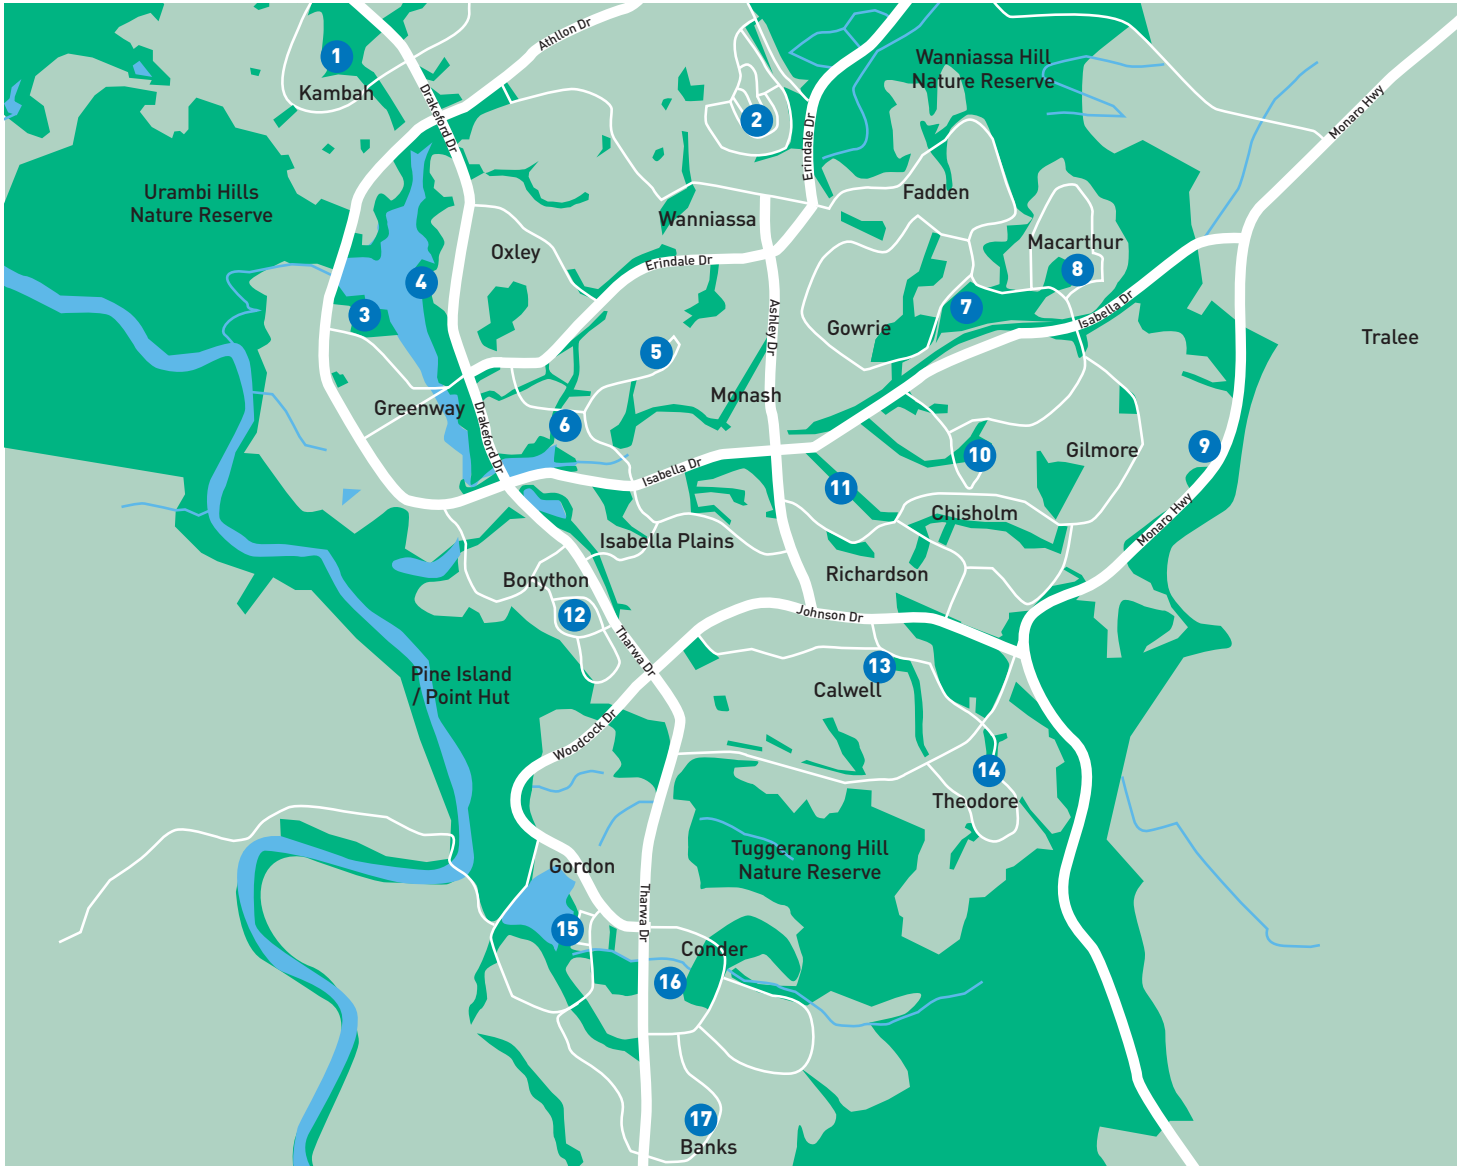 Athllon Dr
1
Kambah
Drakeford Dr
2
Erindale Dr
Wanniassa Hill
Nature Reserve
Monaro Hwy
Urambi Hills
Nature Reserve
Wanniassa
Fadden
Oxley
Erindale Dr
Macarthur
8
4
3
7
Isabella Dr
Ashley Dr
Gowrie
Tralee
5
Monash
Greenway
Drakeford Dr
6
Isabella Dr
10
Gilmore
9
11
Chisholm
Monaro Hwy
Isabella Plains
Bonython
Richardson
12
Johnson Dr
Tharwa Dr
Pine Island
/ Point Hut
13
Calwell
Woodcock Dr
14
Theodore
Tuggeranong Hill
Nature Reserve
Gordon
Tharwa Dr
15
Conder
16
17
Banks